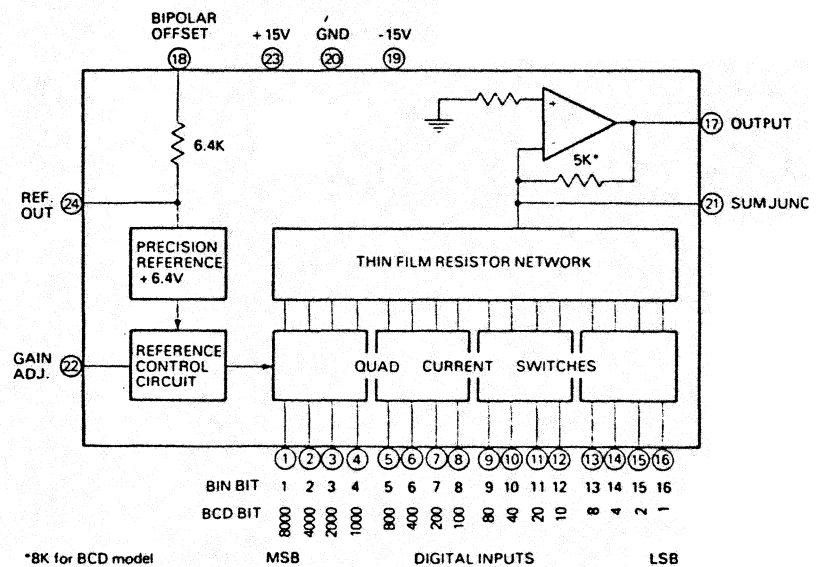 BIPOLAR
OFFSET
+15V
GND
-15V
18
23
20
19
6.4K
+
-
5K*
17 OUTPUT
REF.
OUT
24
21 SUM JUNC
PRECISION
REFERENCE
+ 6.4V
THIN FILM RESISTOR NETWORK
GAIN
ADJ.
22
REFERENCE
CONTROL
CIRCUIT
QUAD CURRENT SWITCHES
1 2 3 4 5 6 7 8 9 10 11 12 13 14 15 16
BIN BIT 1 2 3 4 5 6 7 8 9 10 11 12 13 14 15 16
BCD BIT 8000 4000 2000 1000 800 400 200 100 80 40 20 10 8 4 2 1
*8K for BCD model MSB DIGITAL INPUTS LSB